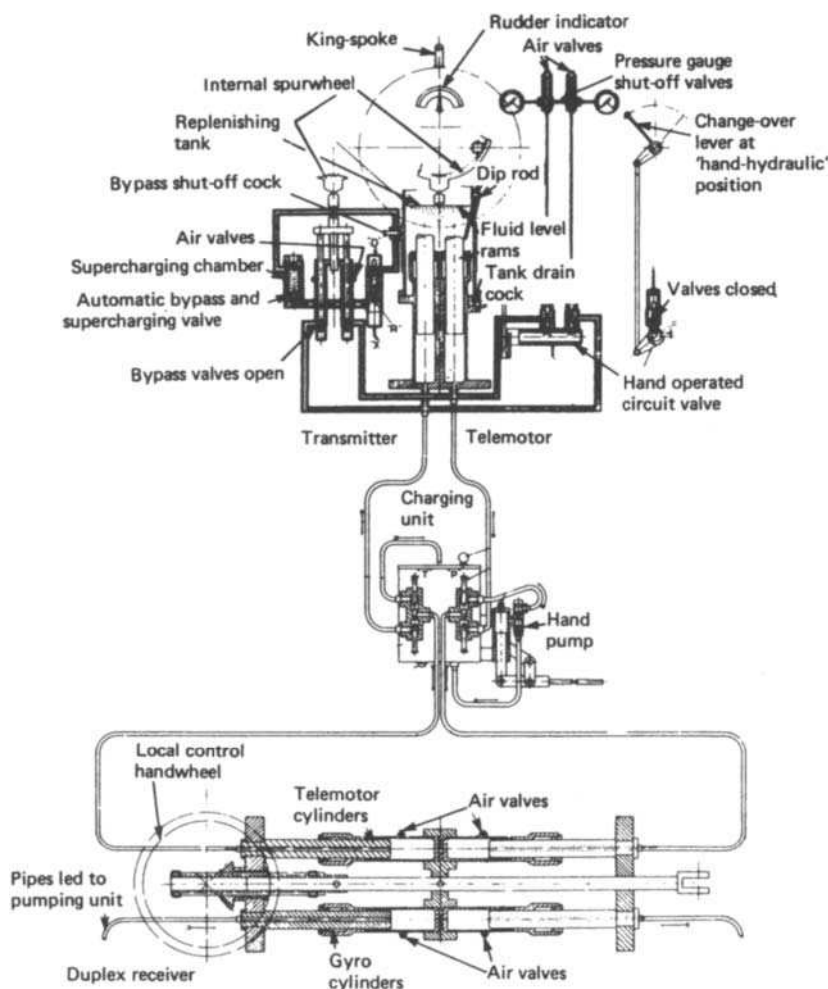 King-spoke
Rudder indicator
Air valves
Pressure gauge
shut-off valves
Internal spurwheel
Replenishing
tank
Change-over
lever at
'hand-hydraulic'
position
Dip rod
Bypass shut-off cock
Air valves
Fluid level
rams
Supercharging chamber
Tank drain
cock
Automatic bypass and
supercharging valve
Valves closed
Bypass valves open
Hand operated
circuit valve
Transmitter
Telemotor
Charging
unit
T P
Hand
pump
Local control
handwheel
Telemotor
cylinders
Air valves
Pipes led to
pumping unit
Duplex receiver
Gyro
cylinders
Air valves